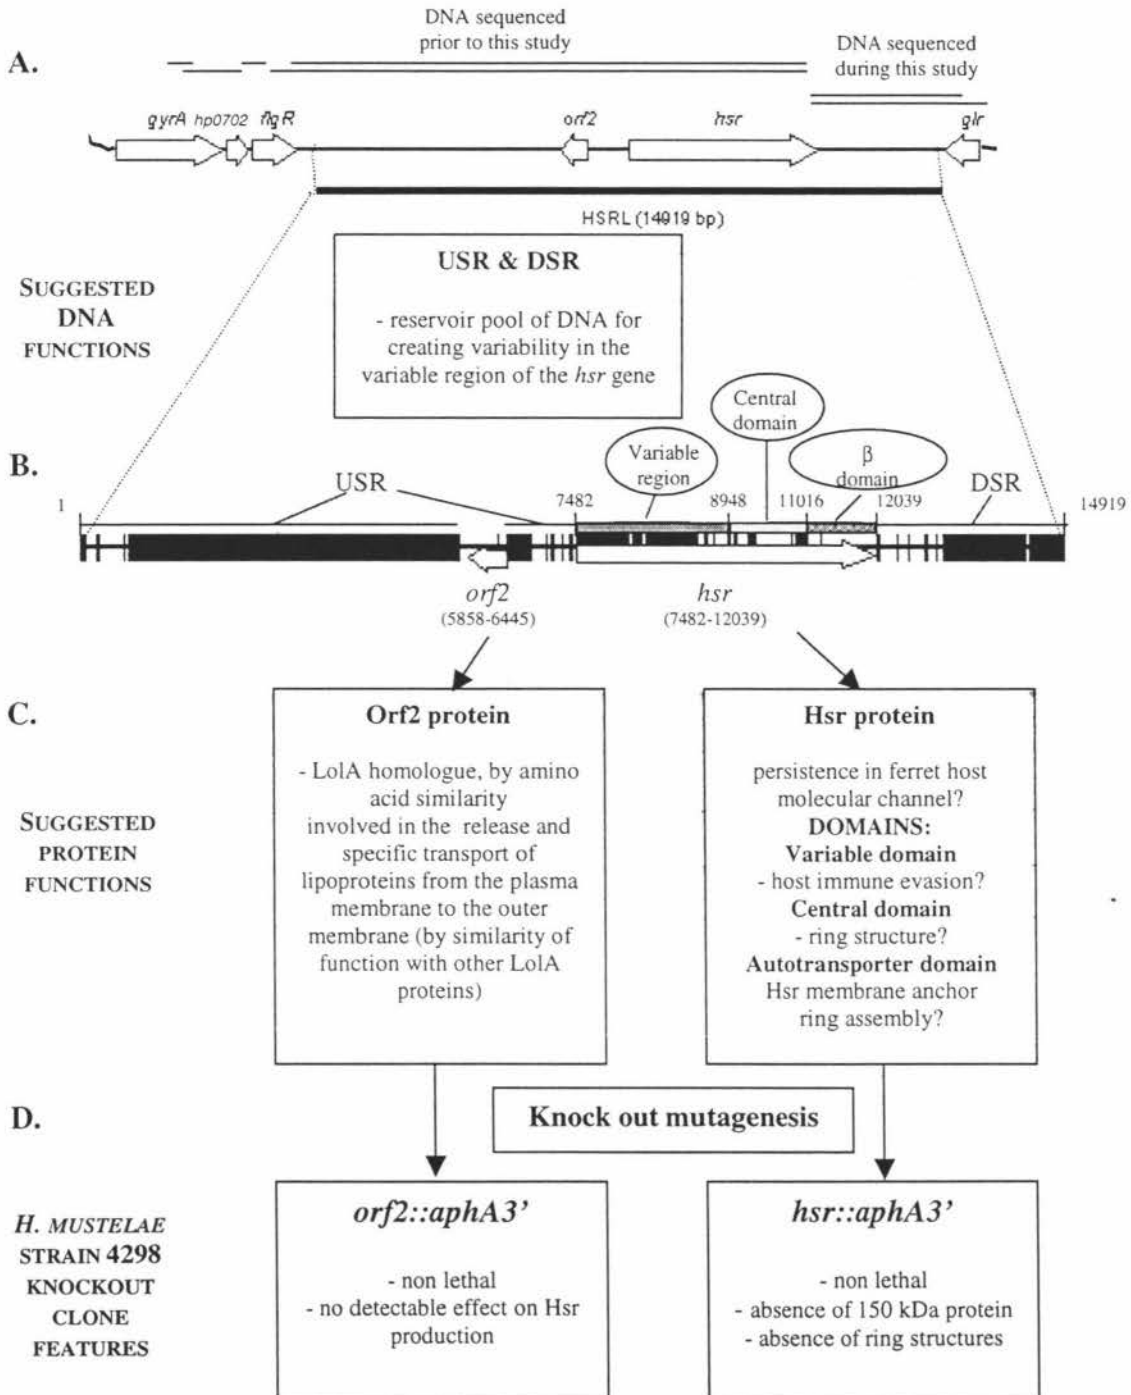 DNA sequenced
prior to this study
DNA sequenced
during this study
A.
gyrA hp0702 flgR orf2 hsr glr
HSRL (14919 bp)
SUGGESTED
DNA
FUNCTIONS
USR & DSR
- reservoir pool of DNA for
creating variability in the
variable region of the hsr gene
B.
Central
domain
Variable
region
β
domain
1 USR 7482 8948 11016 12039 DSR 14919
orf2
(5858-6445)
hsr
(7482-12039)
C.
SUGGESTED
PROTEIN
FUNCTIONS
Orf2 protein
- LolA homologue, by amino
acid similarity
involved in the release and
specific transport of
lipoproteins from the plasma
membrane to the outer
membrane (by similarity of
function with other LolA
proteins)
Hsr protein
persistence in ferret host
molecular channel?
DOMAINS:
Variable domain
- host immune evasion?
Central domain
- ring structure?
Autotransporter domain
Hsr membrane anchor
ring assembly?
D.
Knock out mutagenesis
H. MUSTELAE
STRAIN 4298
KNOCKOUT
CLONE
FEATURES
orf2::aphA3’
- non lethal
- no detectable effect on Hsr
production
hsr::aphA3’
- non lethal
- absence of 150 kDa protein
- absence of ring structures